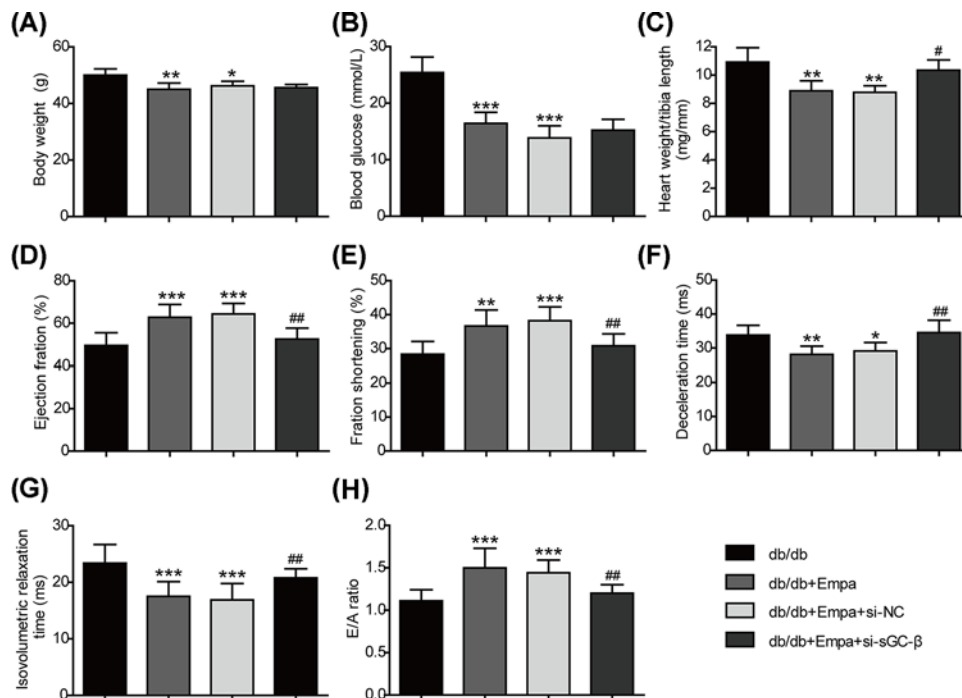 (A)
Body weight (g)
60
40
20
0
**
*
(B)
Blood glucose (mmol/L)
30
20
10
0
***
***
(C)
Heart weight/tibia length
(mg/mm)
12
10
8
6
4
2
0
**
**
#
(D)
Ejection fration (%)
80
60
40
20
0
***
***
##
(E)
Fration shortening (%)
50
40
30
20
10
0
**
***
##
(F)
Deceleration time (ms)
50
40
30
20
10
0
**
*
##
(G)
Isovolumetric relaxation
time (ms)
30
20
10
0
***
***
##
(H)
E/A ratio
2.0
1.5
1.0
0.5
0.0
***
***
##
db/db
db/db+Empa
db/db+Empa+si-NC
db/db+Empa+si-sGC-β